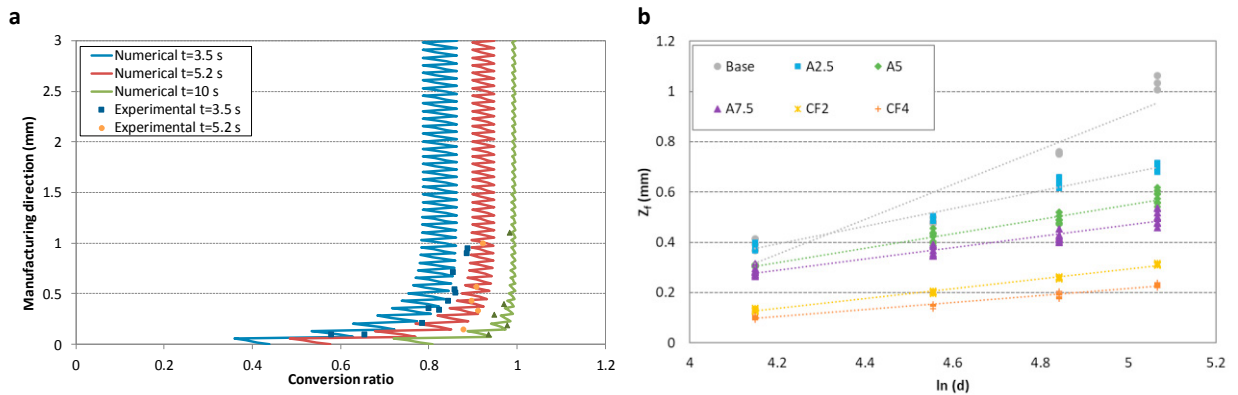 a
3
2.5
2
1.5
1
0.5
0
Manufacturing direction (mm)
Numerical t=3.5 s
Numerical t=5.2 s
Numerical t=10 s
Experimental t=3.5 s
Experimental t=5.2 s
0 0.2 0.4 0.6 0.8 1 1.2
Conversion ratio
b
1.2
1
0.8
0.6
0.4
0.2
0
Zf (mm)
Base A2.5 A5
A7.5 CF2 CF4
4 4.2 4.4 4.6 4.8 5 5.2
ln (d)